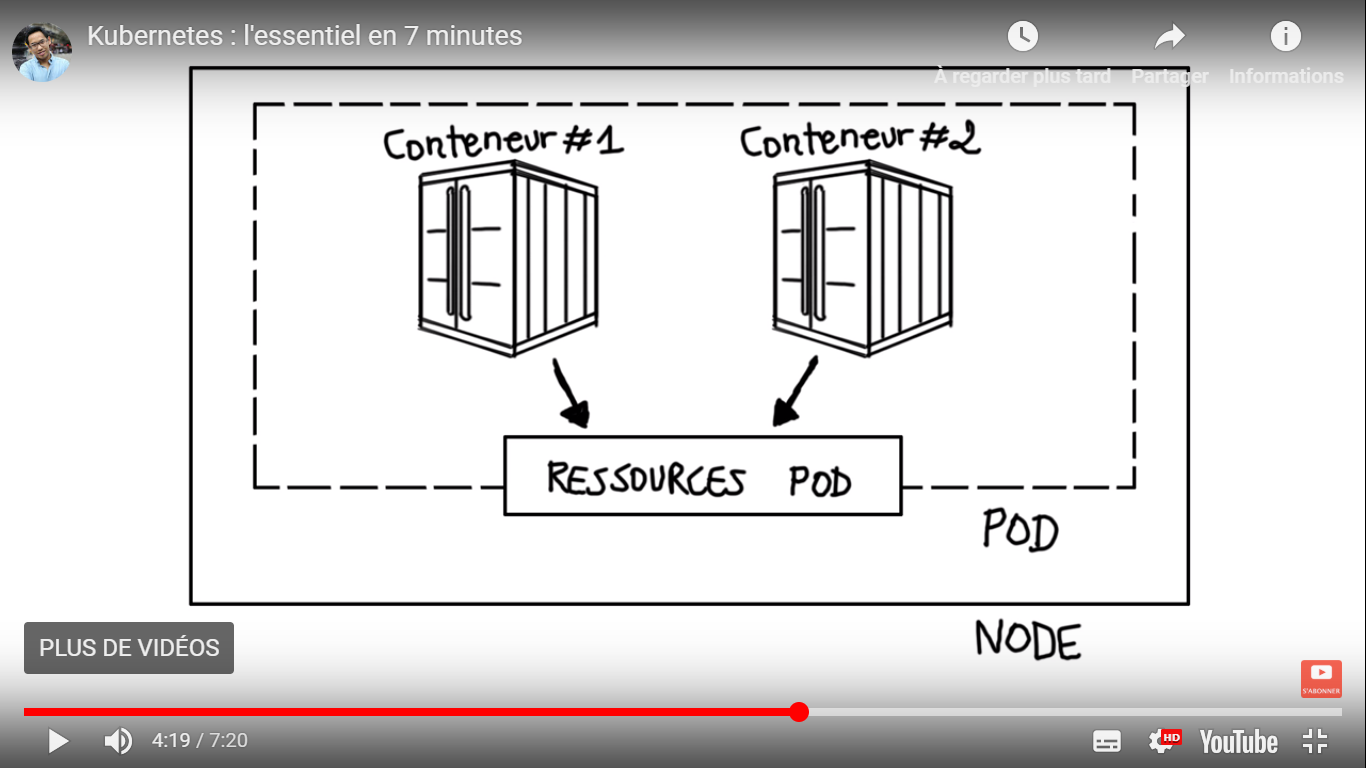 Kubernetes : l'essentiel en 7 minutes
À regarder plus tard
Partager
Informations
Conteneur #1
Conteneur #2
RESSOURCES POD
POD
NODE
PLUS DE VIDÉOS
S'ABONNER
4:19 / 7:20
HD
YouTube